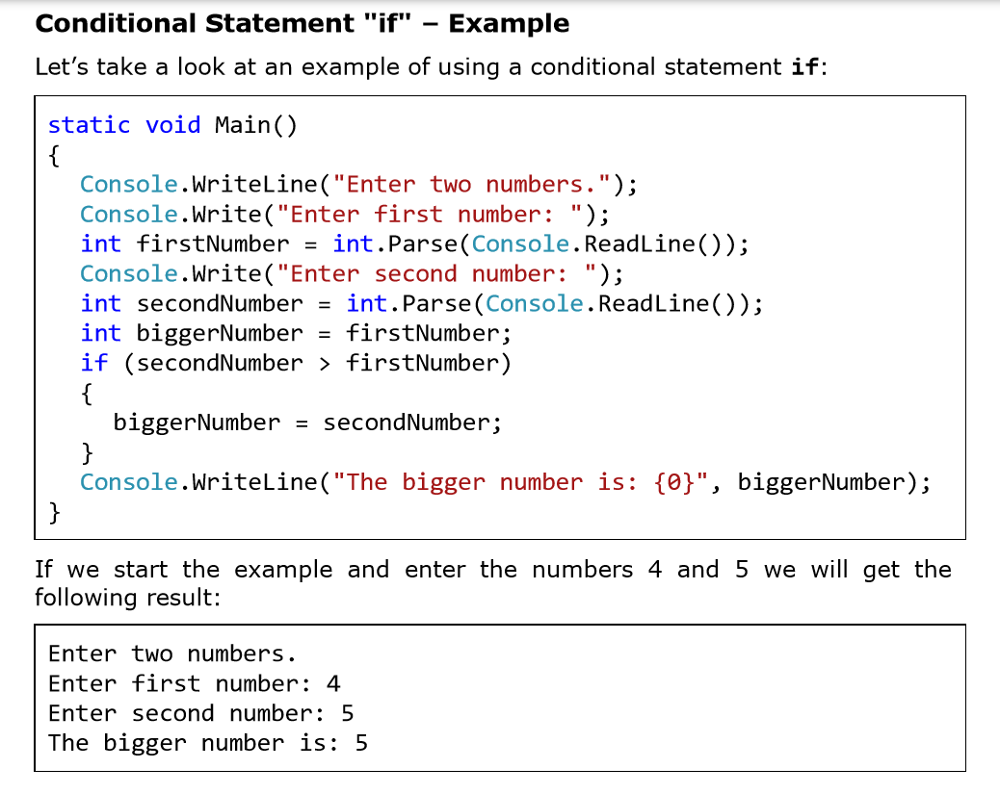 Conditional Statement "if" – Example
Let’s take a look at an example of using a conditional statement if:
static void Main()
{
Console.WriteLine("Enter two numbers.");
Console.Write("Enter first number: ");
int firstNumber = int.Parse(Console.ReadLine());
Console.Write("Enter second number: ");
int secondNumber = int.Parse(Console.ReadLine());
int biggerNumber = firstNumber;
if (secondNumber > firstNumber)
{
biggerNumber = secondNumber;
}
Console.WriteLine("The bigger number is: {0}", biggerNumber);
}
If we start the example and enter the numbers 4 and 5 we will get the
following result:
Enter two numbers.
Enter first number: 4
Enter second number: 5
The bigger number is: 5